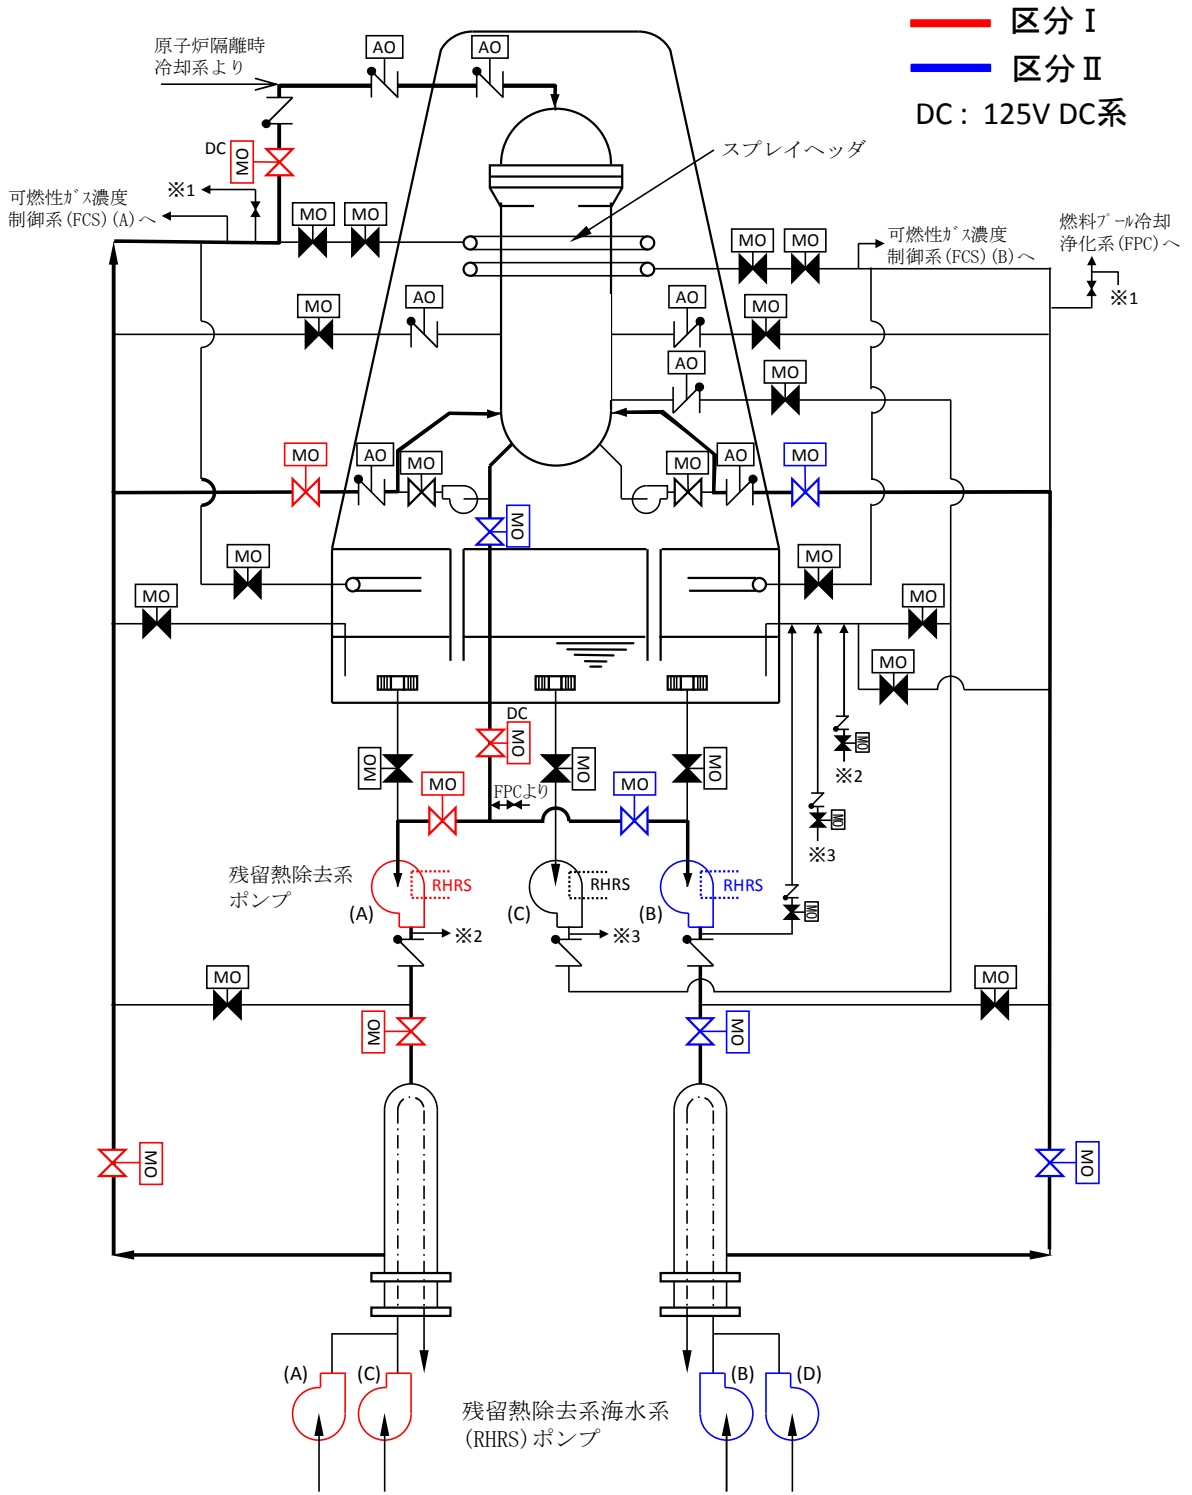 区分Ⅰ
区分Ⅱ
DC： 125V DC系
原子炉隔離時
冷却系より
AO
AO
スプレイヘッダ
DC
MO
※1
可燃性ｶﾞｽ濃度
制御系(FCS)(A)へ
MO
MO
MO
MO
可燃性ｶﾞｽ濃度
制御系(FCS)(B)へ
燃料ﾌﾟｰﾙ冷却
浄化系(FPC)へ
※1
MO
AO
AO
MO
AO
MO
MO
AO
MO
MO
AO
MO
MO
MO
MO
MO
MO
MO
DC
MO
MO
MO
MO
MO
※2
MO
FPCより
MO
MO
※3
残留熱除去系
ポンプ
RHRS
RHRS
RHRS
(A)
(C)
(B)
MO
※2
※3
MO
MO
MO
MO
MO
MO
(A)
(C)
(B)
(D)
残留熱除去系海水系
(RHRS)ポンプ